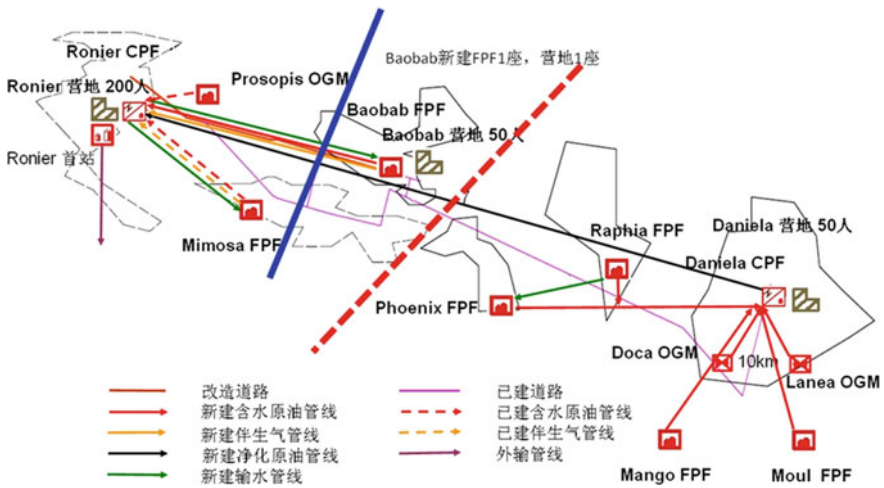 Ronier CPF
Prosopis OGM
Baobab新建FPF1座，营地1座
Ronier 营地 200人
Baobab FPF
Baobab 营地 50人
Ronier 首站
Mimosa FPF
Raphia FPF
Daniela 营地 50人
Daniela CPF
Phoenix FPF
Doca OGM
10km
Lanea OGM
Mango FPF
Moul FPF
改造道路
新建含水原油管线
新建伴生气管线
新建净化原油管线
新建输水管线
已建道路
已建含水原油管线
已建伴生气管线
外输管线